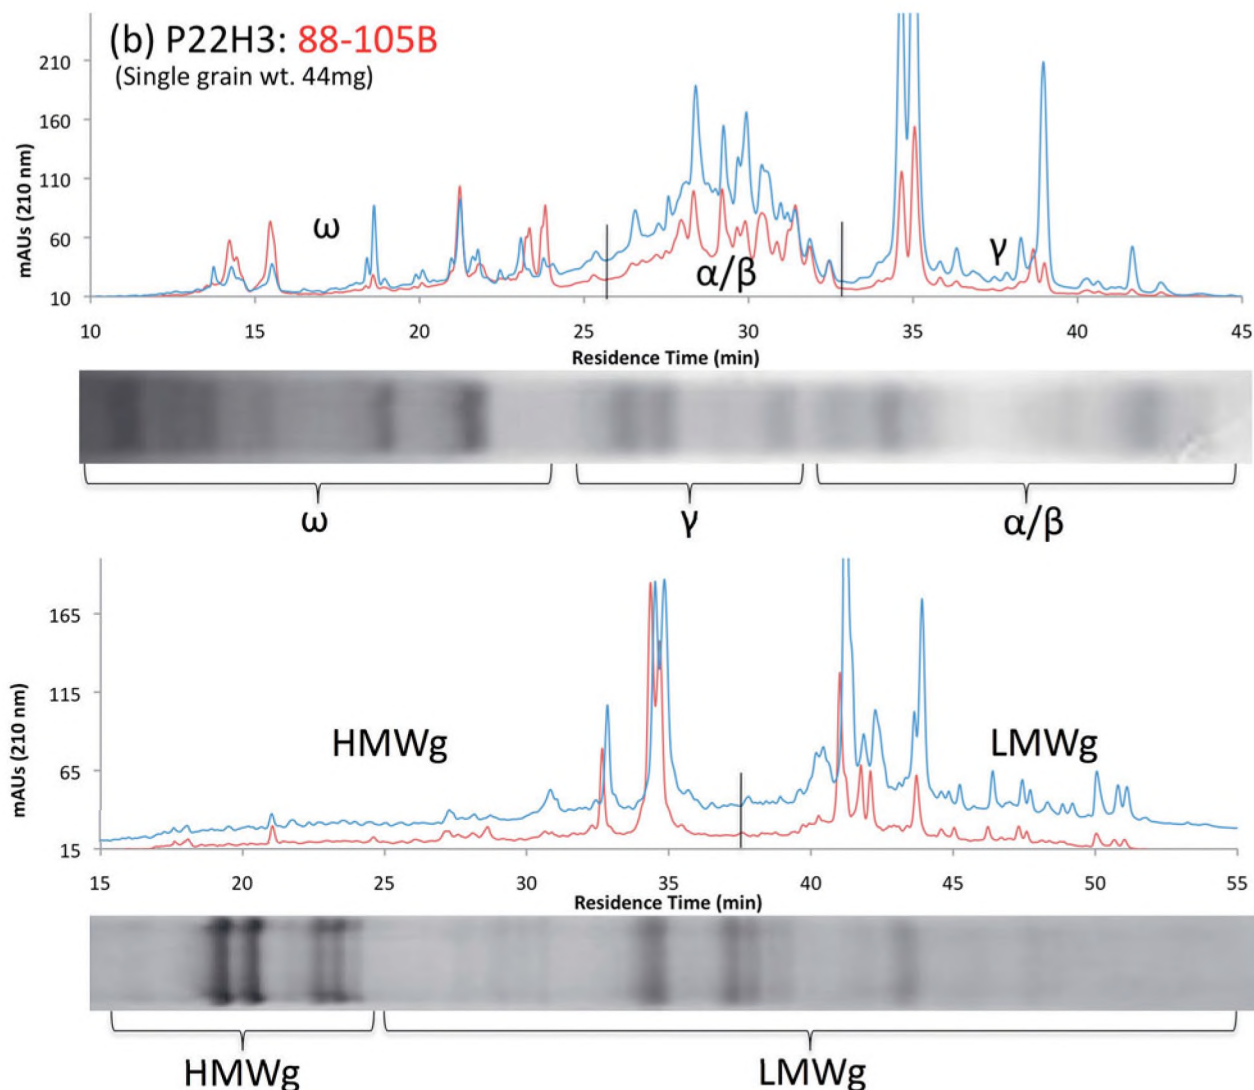 (b) P22H3: 88-105B
(Single grain wt. 44mg)
mAUs (210 nm)
210
160
110
60
10
ω
α/β
γ
10 15 20 25 30 35 40 45
Residence Time (min)
ω γ α/β
mAUs (210 nm)
165
115
65
15
HMWg LMWg
15 20 25 30 35 40 45 50 55
Residence Time (min)
HMWg LMWg